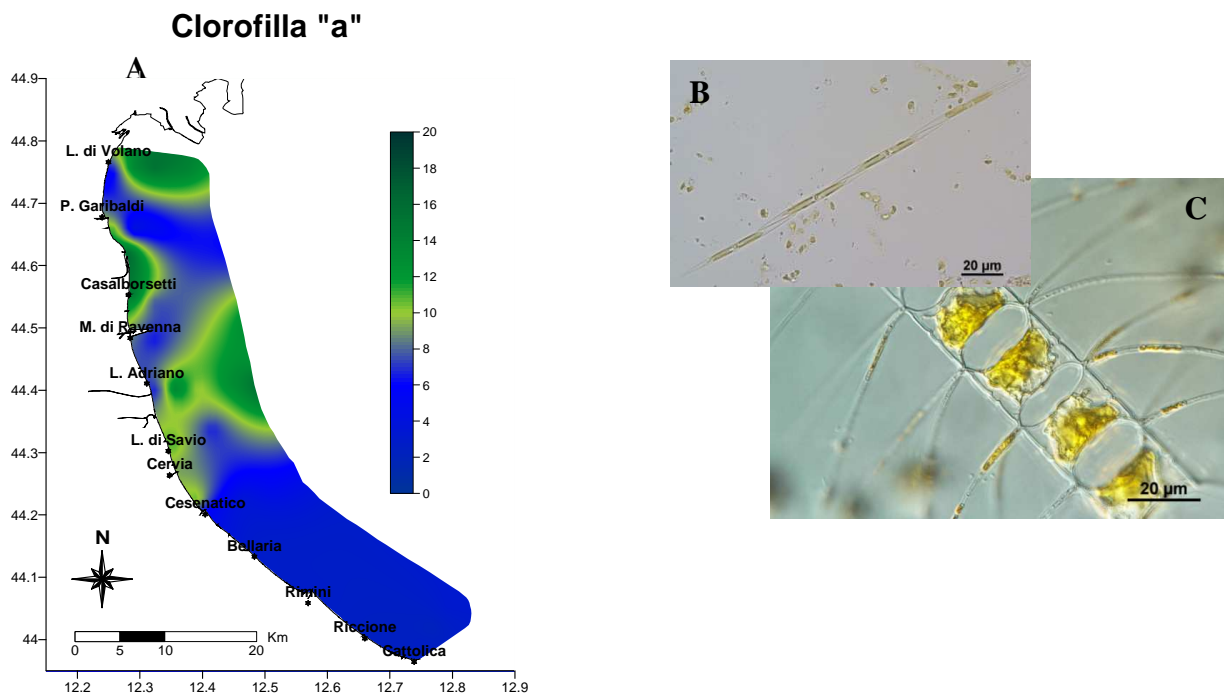 Clorofilla "a"
A
44.9
44.8
44.7
44.6
44.5
44.4
44.3
44.2
44.1
44
L. di Volano
P. Garibaldi
Casalborsetti
M. di Ravenna
L. Adriano
L. di Savio
Cervia
Cesenatico
Bellaria
Rimini
Riccione
Cattolica
20
18
16
14
12
10
8
6
4
2
0
N
0 5 10 20 Km
12.2 12.3 12.4 12.5 12.6 12.7 12.8 12.9
B
20 µm
C
20 µm